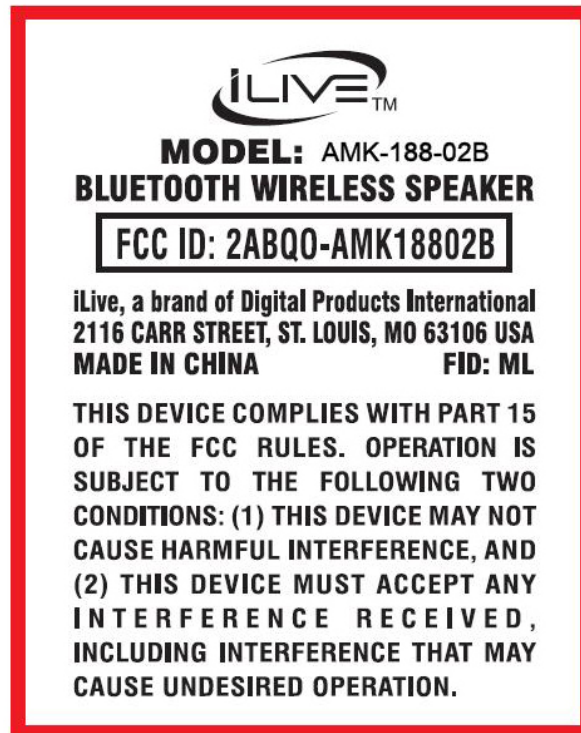 iLIVE™
MODEL: AMK-188-02B
BLUETOOTH WIRELESS SPEAKER
FCC ID: 2ABQO-AMK18802B
iLive, a brand of Digital Products International
2116 CARR STREET, ST. LOUIS, MO 63106 USA
MADE IN CHINA FID: ML
THIS DEVICE COMPLIES WITH PART 15
OF THE FCC RULES. OPERATION IS
SUBJECT TO THE FOLLOWING TWO
CONDITIONS: (1) THIS DEVICE MAY NOT
CAUSE HARMFUL INTERFERENCE, AND
(2) THIS DEVICE MUST ACCEPT ANY
INTERFERENCE RECEIVED,
INCLUDING INTERFERENCE THAT MAY
CAUSE UNDESIRED OPERATION.